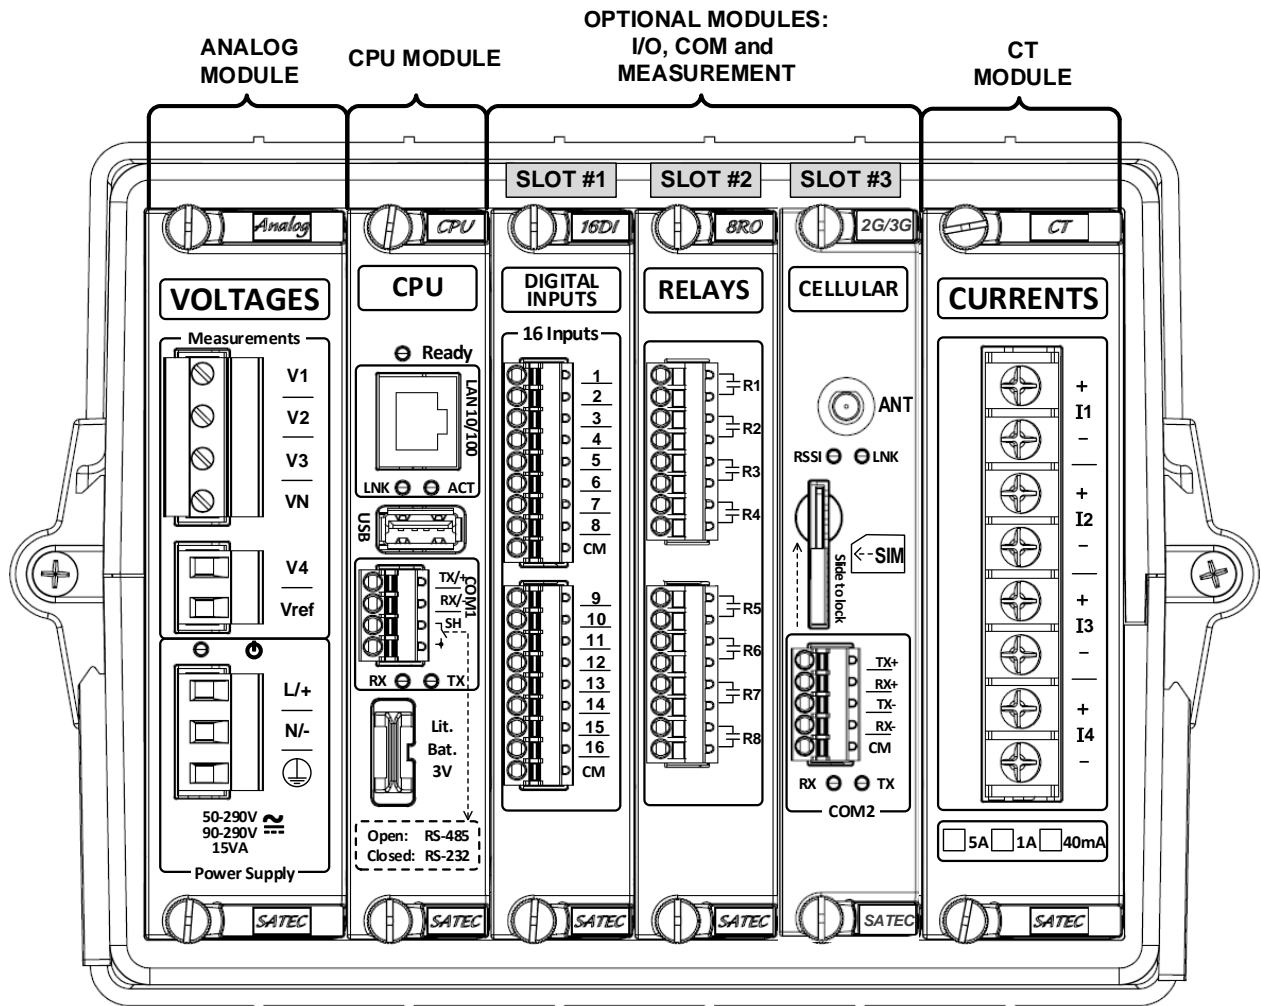 OPTIONAL MODULES:
I/O, COM and
MEASUREMENT
ANALOG
MODULE
CPU MODULE
CT
MODULE
SLOT #1
SLOT #2
SLOT #3
Analog
CPU
16DI
8RO
2G/3G
CT
VOLTAGES
Measurements
V1
V2
V3
VN
V4
Vref
L/+
N/-
50-290V
90-290V
15VA
Power Supply
SATEC
CPU
Ready
LAN 10/100
LNK
ACT
USB
TX/+
RX/-
SH
COM1
RX
TX
Lit.
Bat.
3V
Open: RS-485
Closed: RS-232
SATEC
DIGITAL
INPUTS
16 Inputs
1
2
3
4
5
6
7
8
CM
9
10
11
12
13
14
15
16
CM
SATEC
RELAYS
R1
R2
R3
R4
R5
R6
R7
R8
SATEC
CELLULAR
ANT
RSSI
LNK
SIM
Slide to lock
TX+
RX+
TX-
RX-
CM
RX
TX
COM2
SATEC
CURRENTS
+
I1
-
+
I2
-
+
I3
-
+
I4
-
5A 1A 40mA
SATEC